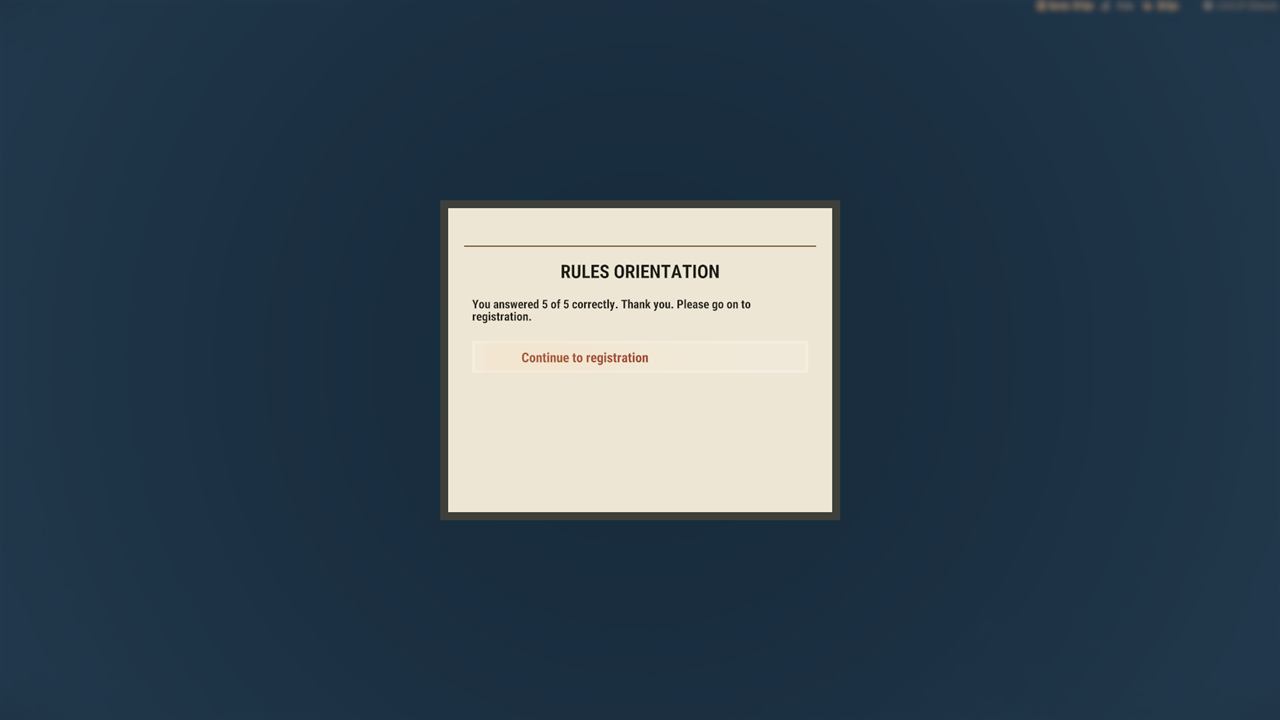 RULES ORIENTATION
You answered 5 of 5 correctly. Thank you. Please go on to
registration.
Continue to registration